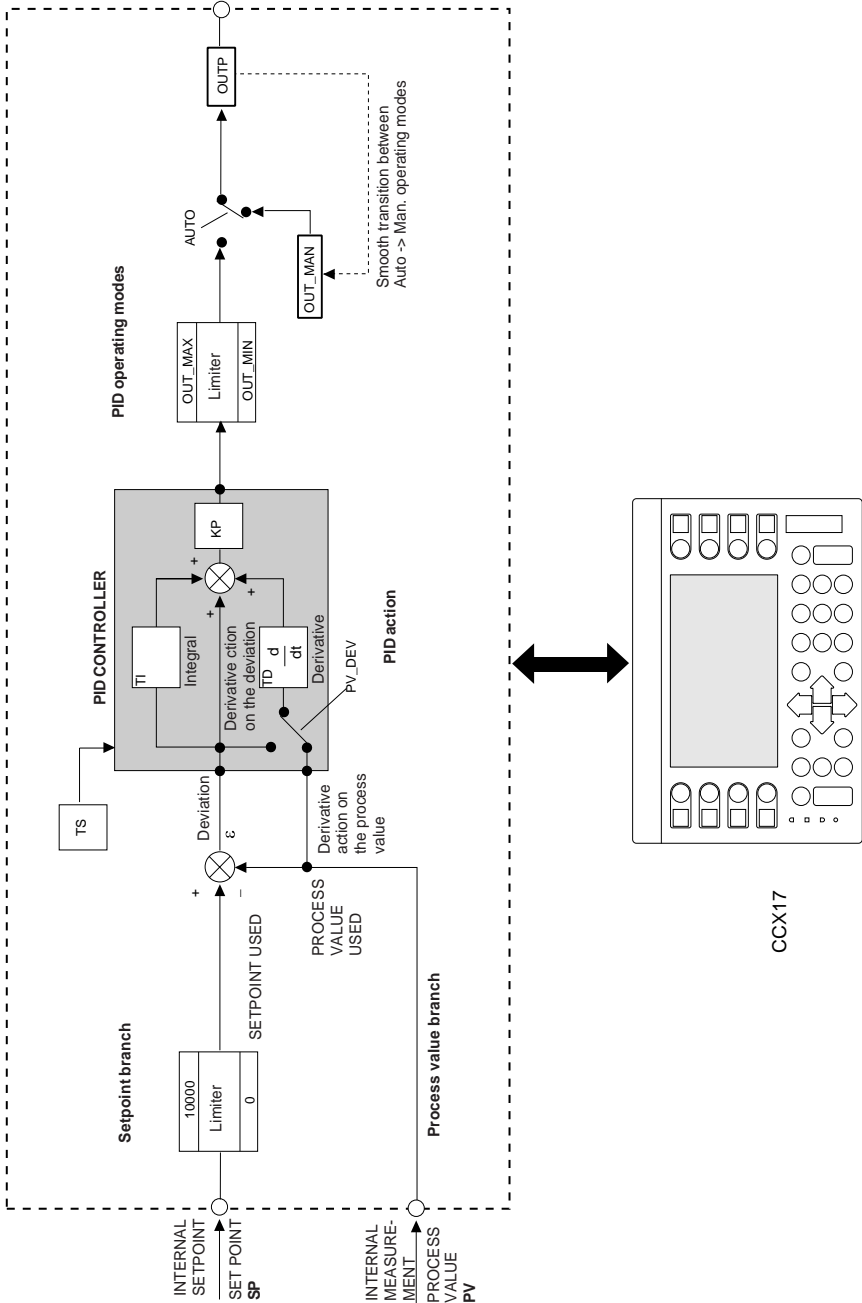 INTERNAL
SETPOINT
SET POINT
SP
Setpoint branch
10000
Limiter
0
SETPOINT USED
INTERNAL
MEASURE-
MENT
PROCESS
VALUE
PV
Process value branch
PROCESS
VALUE
USED
+
–
Deviation
ε
Derivative
action on
the process
value
TS
PID CONTROLLER
TI
Integral
Derivative ction
on the deviation
TD
d
dt
Derivative
PV_DEV
+
+
+
KP
PID action
PID operating modes
OUT_MAX
Limiter
OUT_MIN
AUTO
OUT_MAN
OUTP
Smooth transition between
Auto -> Man. operating modes
CCX17